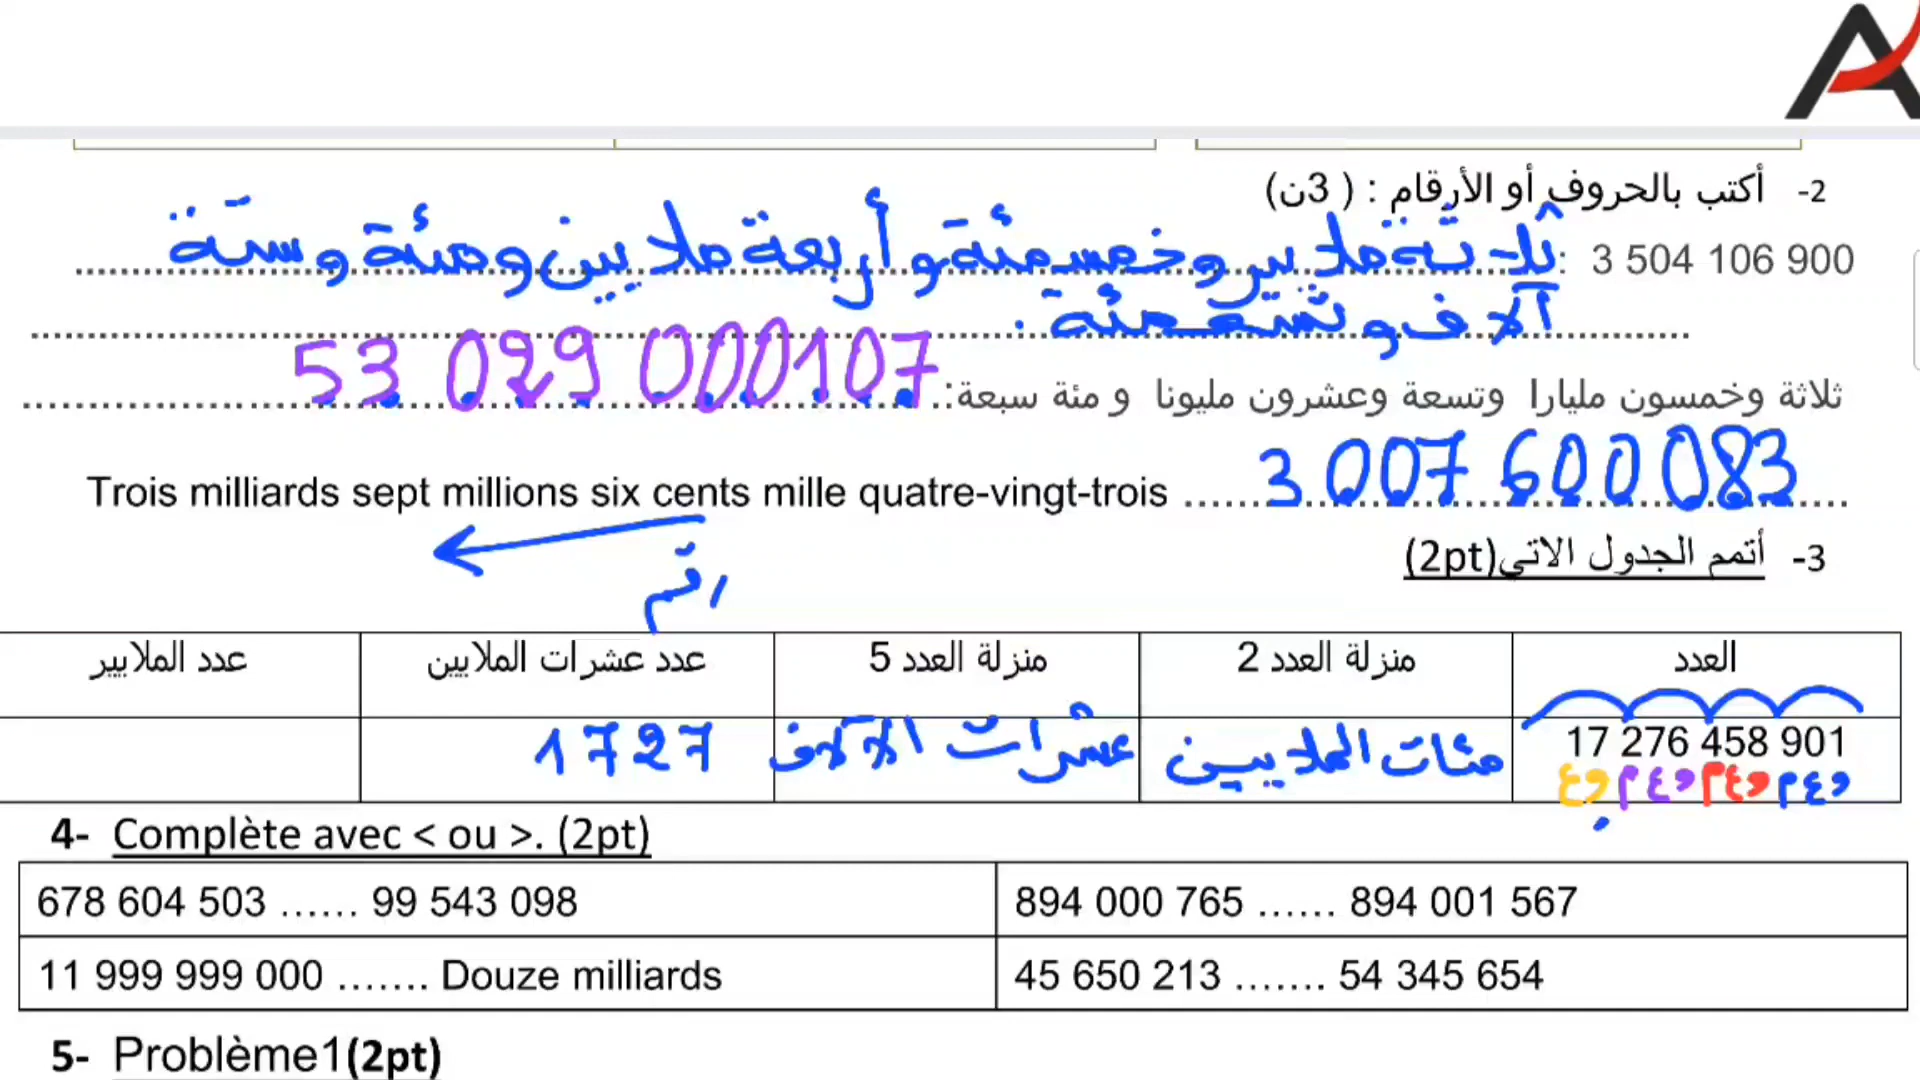 2- أكتب بالحروف أو الأرقام : ( 3ن)
3 504 106 900 : ثلاثة ملايير وخمسمئة وأربعة ملايين ومئة وستة
آلاف وتسعمئة .
ثلاثة وخمسون مليارا وتسعة وعشرون مليونا و مئة سبعة: 53 029 000107
Trois milliards sept millions six cents mille quatre-vingt-trois ...... 3 007 600 083
رقم
3- أتمم الجدول الاتي(2pt)
العدد منزلة العدد 2 منزلة العدد 5 عدد عشرات الملايين عدد الملايير
17 276 458 901 مئات الملايين عشرات الآلاف 1727
وعم وعم وعم وع
4- Complète avec < ou >. (2pt)
678 604 503 ...... 99 543 098 894 000 765 ...... 894 001 567
11 999 999 000 ....... Douze milliards 45 650 213 ....... 54 345 654
5- Problème1(2pt)